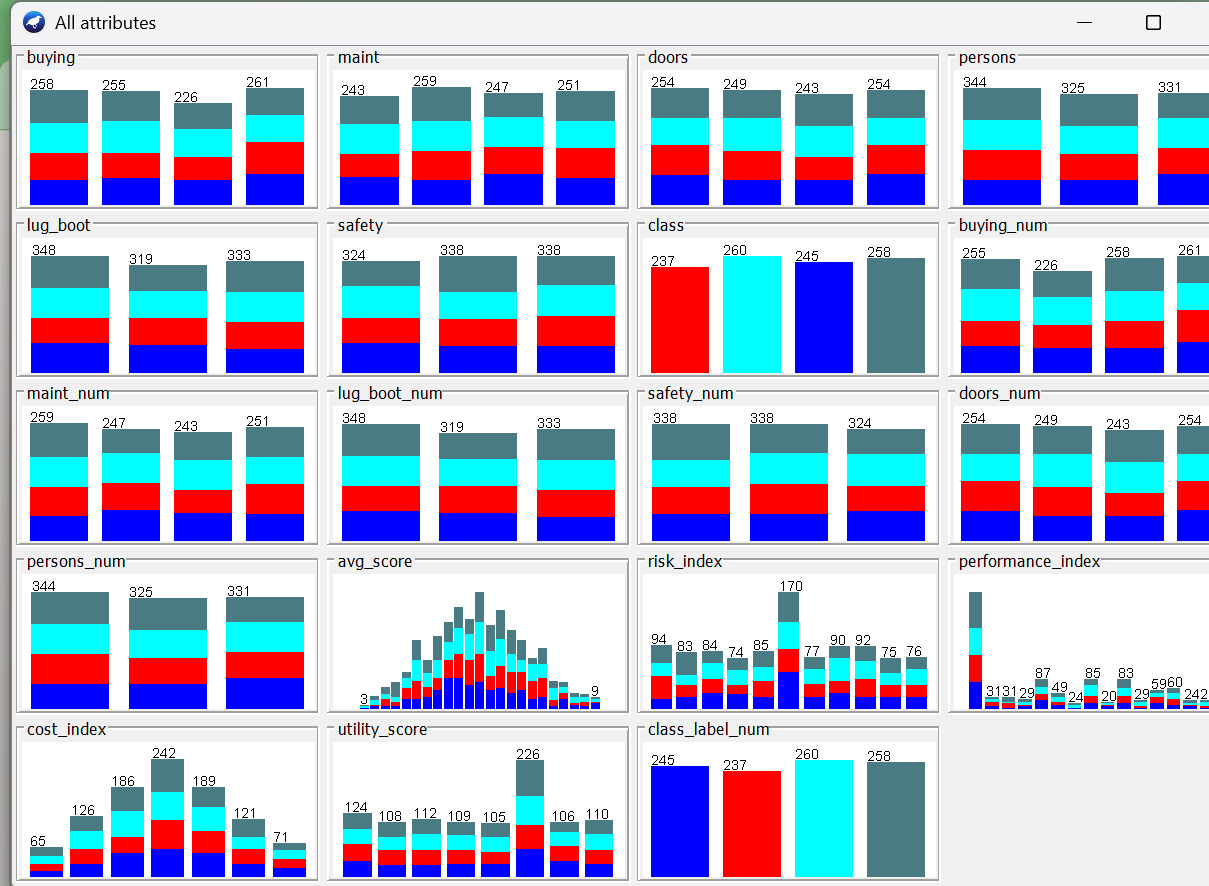 All attributes
buying maint doors persons
258 255 226 261 243 259 247 251 254 249 243 254 344 325 331
lug_boot safety class buying_num
348 319 333 324 338 338 237 260 245 258 255 226 258 261
maint_num lug_boot_num safety_num doors_num
259 247 243 251 348 319 333 338 338 324 254 249 243 254
persons_num avg_score risk_index performance_index
344 325 331 3 9 94 83 84 74 85 170 77 90 92 75 76 31 31 29 87 49 24 85 20 83 29 59 60 24 2
cost_index utility_score class_label_num
65 126 186 242 189 121 71 124 108 112 109 105 226 106 110 245 237 260 258